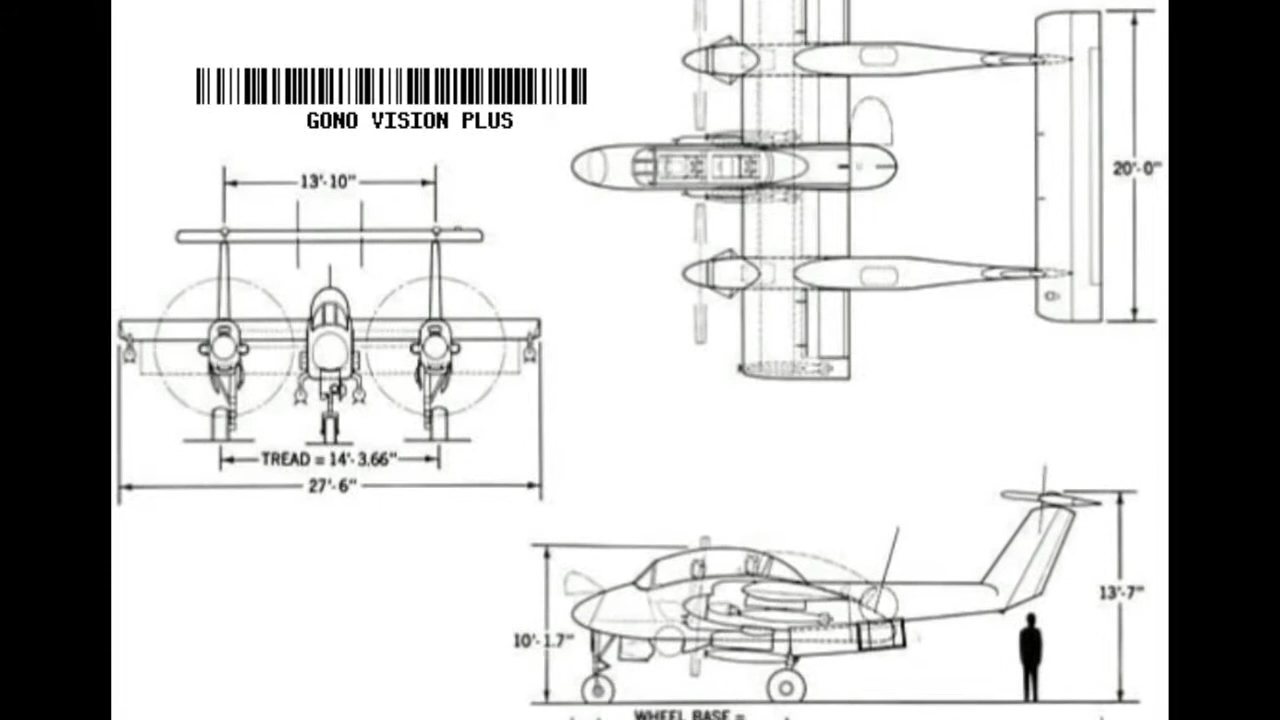 GONO VISION PLUS
13'-10"
20'-0"
TREAD = 14'-3.66"
27'-6"
13'-7"
10'-1.7"
WHEEL BASE =